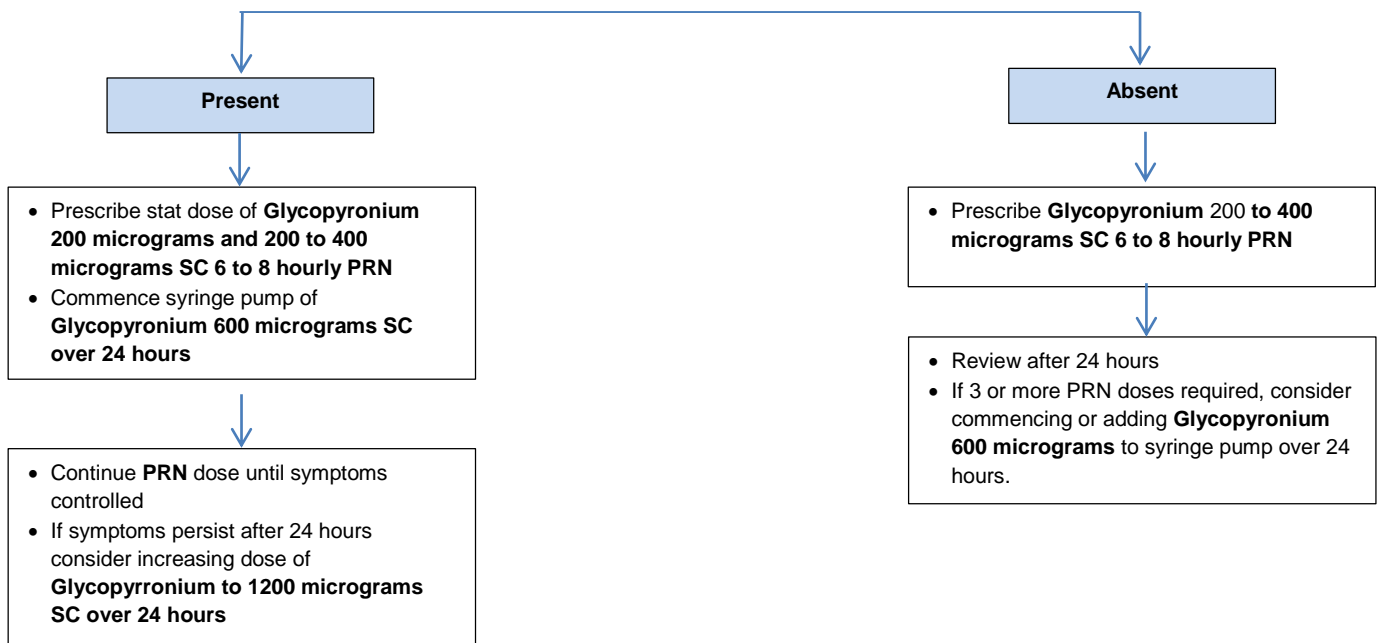 Present
• Prescribe stat dose of Glycopyronium
200 micrograms and 200 to 400
micrograms SC 6 to 8 hourly PRN
• Commence syringe pump of
Glycopyronium 600 micrograms SC
over 24 hours
• Continue PRN dose until symptoms
controlled
• If symptoms persist after 24 hours
consider increasing dose of
Glycopyrronium to 1200 micrograms
SC over 24 hours
Absent
• Prescribe Glycopyronium 200 to 400
micrograms SC 6 to 8 hourly PRN
• Review after 24 hours
• If 3 or more PRN doses required, consider
commencing or adding Glycopyronium
600 micrograms to syringe pump over 24
hours.